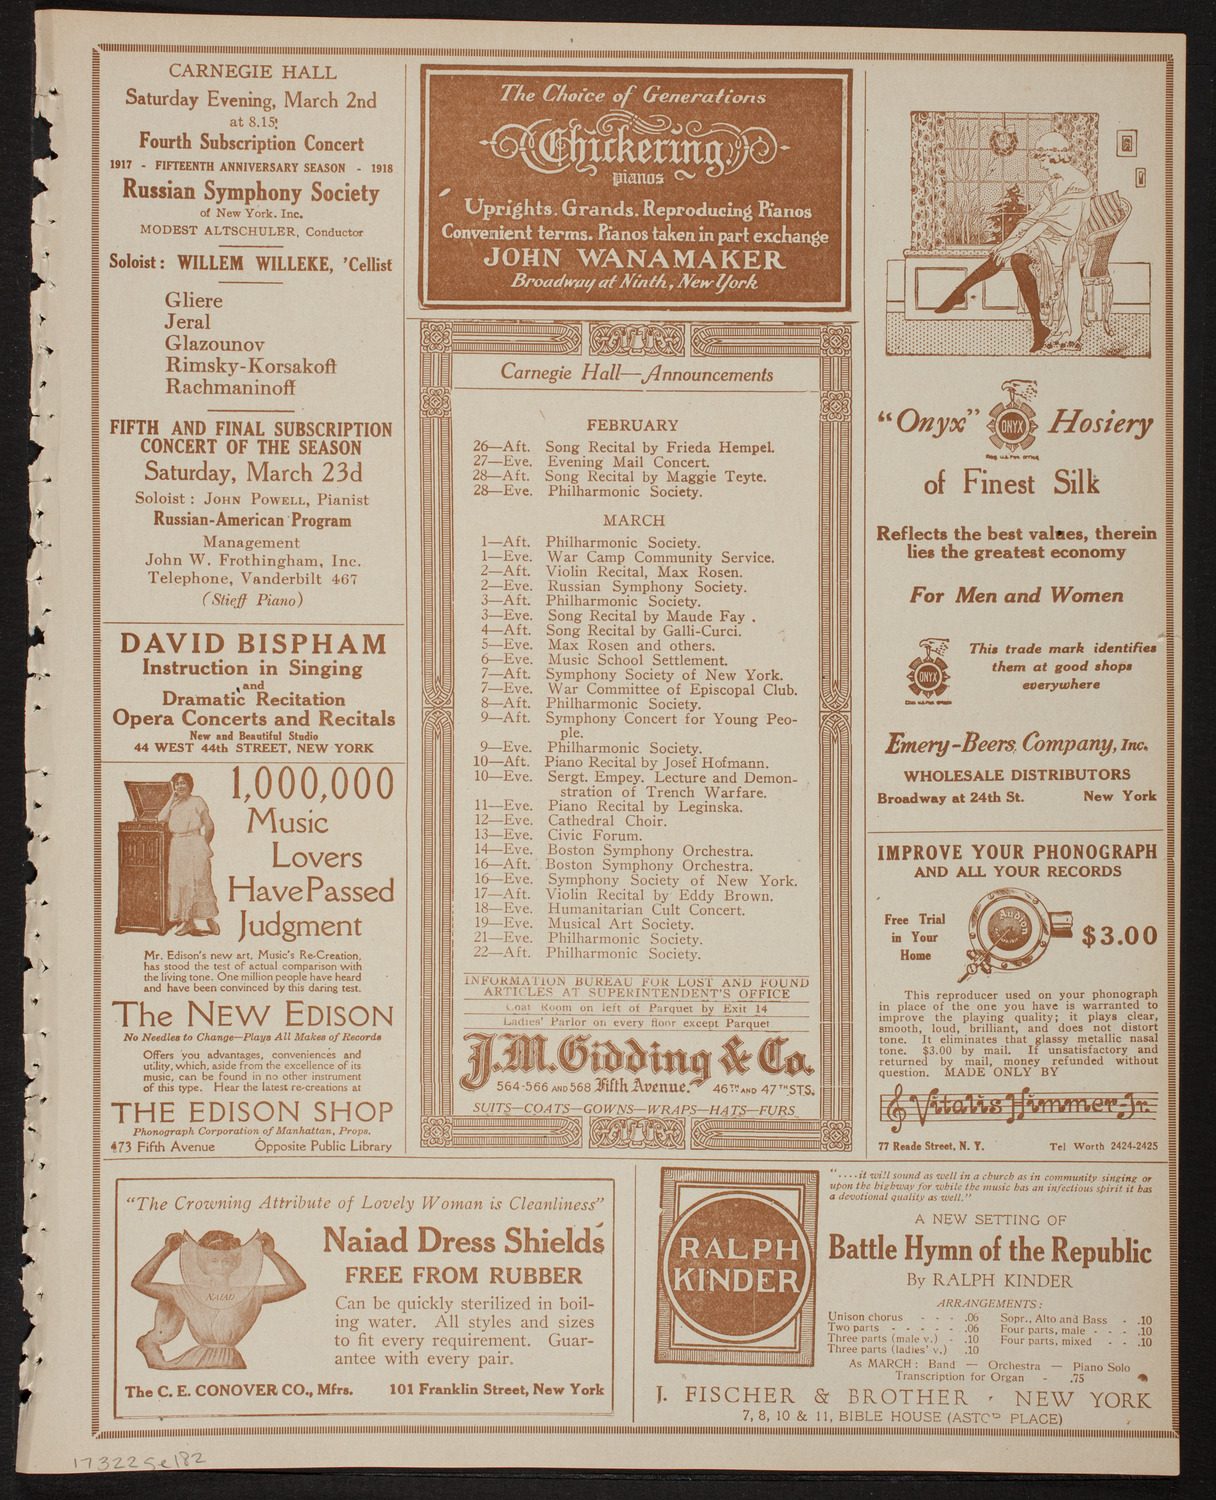 CARNEGIE HALL
Saturday Evening, March 2nd
at 8.15
Fourth Subscription Concert
1917 - FIFTEENTH ANNIVERSARY SEASON - 1918
Russian Symphony Society
of New York. Inc.
MODEST ALTSCHULER, Conductor
Soloist: WILLEM WILLEKE, 'Cellist
Gliere
Jeral
Glazounov
Rimsky-Korsakoff
Rachmaninoff
FIFTH AND FINAL SUBSCRIPTION
CONCERT OF THE SEASON
Saturday, March 23d
Soloist: JOHN POWELL, Pianist
Russian-American Program
Management
John W. Frothingham, Inc.
Telephone, Vanderbilt 467
(Stieff Piano)
DAVID BISPHAM
Instruction in Singing
and
Dramatic Recitation
Opera Concerts and Recitals
New and Beautiful Studio
44 WEST 44th STREET, NEW YORK
1,000,000
Music
Lovers
Have Passed
Judgment
Mr. Edison's new art, Music's Re-Creation,
has stood the test of actual comparison with
the living tone. One million people have heard
and have been convinced by this daring test.
The NEW EDISON
No Needles to Change—Plays All Makes of Records
Offers you advantages, conveniences and
utility, which, aside from the excellence of its
music, can be found in no other instrument
of this type. Hear the latest re-creations at
THE EDISON SHOP
Phonograph Corporation of Manhattan, Props.
473 Fifth Avenue Opposite Public Library
The Choice of Generations
Chickering
pianos
Uprights. Grands. Reproducing Pianos
Convenient terms. Pianos taken in part exchange
JOHN WANAMAKER
Broadway at Ninth, New York
Carnegie Hall—Announcements
FEBRUARY
26—Aft. Song Recital by Frieda Hempel.
27—Eve. Evening Mail Concert.
28—Aft. Song Recital by Maggie Teyte.
28—Eve. Philharmonic Society.
MARCH
1—Aft. Philharmonic Society.
1—Eve. War Camp Community Service.
2—Aft. Violin Recital, Max Rosen.
2—Eve. Russian Symphony Society.
3—Aft. Philharmonic Society.
3—Eve. Song Recital by Maude Fay .
4—Aft. Song Recital by Galli-Curci.
5—Eve. Max Rosen and others.
6—Eve. Music School Settlement.
7—Aft. Symphony Society of New York.
7—Eve. War Committee of Episcopal Club.
8—Aft. Philharmonic Society.
9—Aft. Symphony Concert for Young Peo-
ple.
9—Eve. Philharmonic Society.
10—Aft. Piano Recital by Josef Hofmann.
10—Eve. Sergt. Empey. Lecture and Demon-
stration of Trench Warfare.
11—Eve. Piano Recital by Leginska.
12—Eve. Cathedral Choir.
13—Eve. Civic Forum.
14—Eve. Boston Symphony Orchestra.
16—Aft. Boston Symphony Orchestra.
16—Eve. Symphony Society of New York.
17—Aft. Violin Recital by Eddy Brown.
18—Eve. Humanitarian Cult Concert.
19—Eve. Musical Art Society.
21—Eve. Philharmonic Society.
22—Aft. Philharmonic Society.
INFORMATION BUREAU FOR LOST AND FOUND
ARTICLES AT SUPERINTENDENT'S OFFICE
Coat Room on left of Parquet by Exit 14
Ladies' Parlor on every floor except Parquet
J.M. Gidding & Co.
564-566 AND 568 Fifth Avenue. 46TH AND 47TH STS.
SUITS—COATS—GOWNS—WRAPS—HATS—FURS
"Onyx" ONYX Hosiery
of Finest Silk
Reflects the best values, therein
lies the greatest economy
For Men and Women
ONYX
This trade mark identifies
them at good shops
everywhere
Emery-Beers Company, Inc.
WHOLESALE DISTRIBUTORS
Broadway at 24th St. New York
IMPROVE YOUR PHONOGRAPH
AND ALL YOUR RECORDS
Free Trial
in Your
Home
$3.00
This reproducer used on your phonograph
in place of the one you have is warranted to
improve the playing quality; it plays clear,
smooth, loud, brilliant, and does not distort
tone. It eliminates that glassy metallic nasal
tone. $3.00 by mail. If unsatisfactory and
returned by mail, money refunded without
question. MADE ONLY BY
Vitalis Himmer-Jr.
77 Reade Street, N. Y. Tel Worth 2424-2425
"The Crowning Attribute of Lovely Woman is Cleanliness"
NAIAD
Naiad Dress Shields
FREE FROM RUBBER
Can be quickly sterilized in boil-
ing water. All styles and sizes
to fit every requirement. Guar-
antee with every pair.
The C. E. CONOVER CO., Mfrs. 101 Franklin Street, New York
RALPH
KINDER
"....it will sound as well in a church as in community singing or
upon the highway for while the music has an infectious spirit it has
a devotional quality as well."
A NEW SETTING OF
Battle Hymn of the Republic
By RALPH KINDER
ARRANGEMENTS:
Unison chorus - - - .06 Sopr., Alto and Bass - .10
Two parts - - - - - .06 Four parts, male - - - .10
Three parts (male v.) - .10 Four parts, mixed - - .10
Three parts (ladies' v.) .10
As MARCH: Band — Orchestra — Piano Solo
Transcription for Organ - .75
J. FISCHER & BROTHER - NEW YORK
7, 8, 10 & 11, BIBLE HOUSE (ASTOR PLACE)